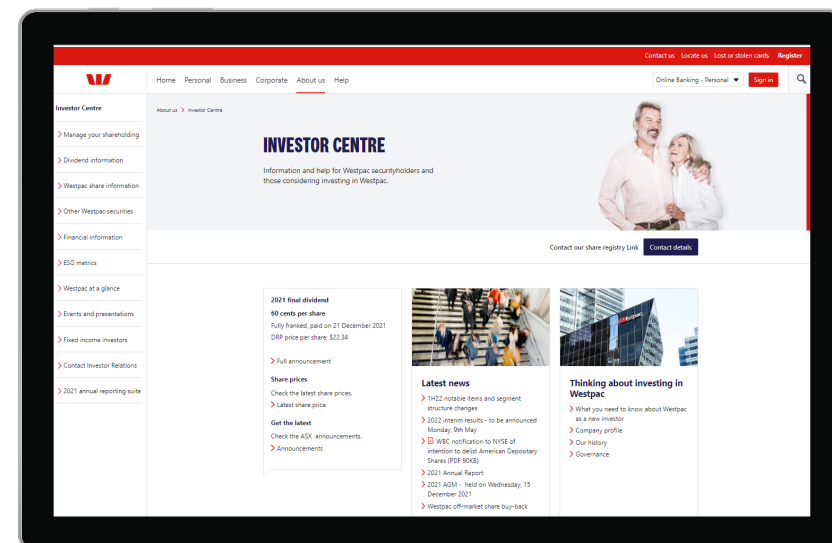 Contact us Locate us Lost or stolen cards Register
Home Personal Business Corporate About us Help
Online Banking - Personal
Sign in
Investor Centre
Manage your shareholding
Dividend information
Westpac share information
Other Westpac securities
Financial information
ESG metrics
Westpac at a glance
Events and presentations
Fixed income investors
Contact Investor Relations
2021 annual reporting suite
About us > Investor Centre
INVESTOR CENTRE
Information and help for Westpac securityholders and
those considering investing in Westpac.
Contact our share registry Link
Contact details
2021 final dividend
60 cents per share
Fully franked, paid on 21 December 2021
DRP price per share: $22.34
Full announcement
Share prices
Check the latest share prices.
Latest share price
Get the latest
Check the ASX announcements.
Announcements
Latest news
1H22 notable items and segment
structure changes
2022 interim results - to be announced
Monday, 9th May
WBC notification to NYSE of
intention to delist American Depositary
Shares (PDF 90KB)
2021 Annual Report
2021 AGM - held on Wednesday, 15
December 2021
Westpac off-market share buy-back
Thinking about investing in
Westpac
What you need to know about Westpac
as a new investor
Company profile
Our history
Governance